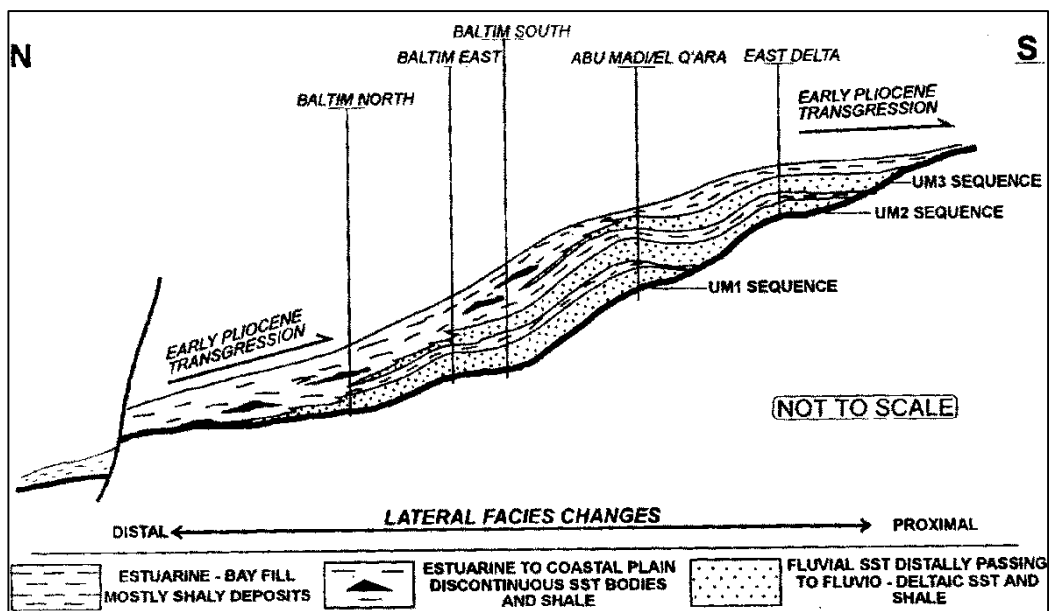 N
S
BALTIM SOUTH
BALTIM EAST
ABU MADI/EL Q'ARA
EAST DELTA
BALTIM NORTH
EARLY PLIOCENE
TRANSGRESSION
UM3 SEQUENCE
UM2 SEQUENCE
UM1 SEQUENCE
EARLY PLIOCENE
TRANSGRESSION
NOT TO SCALE
LATERAL FACIES CHANGES
DISTAL
PROXIMAL
ESTUARINE - BAY FILL
MOSTLY SHALY DEPOSITS
ESTUARINE TO COASTAL PLAIN
DISCONTINUOUS SST BODIES
AND SHALE
FLUVIAL SST DISTALLY PASSING
TO FLUVIO - DELTAIC SST AND
SHALE